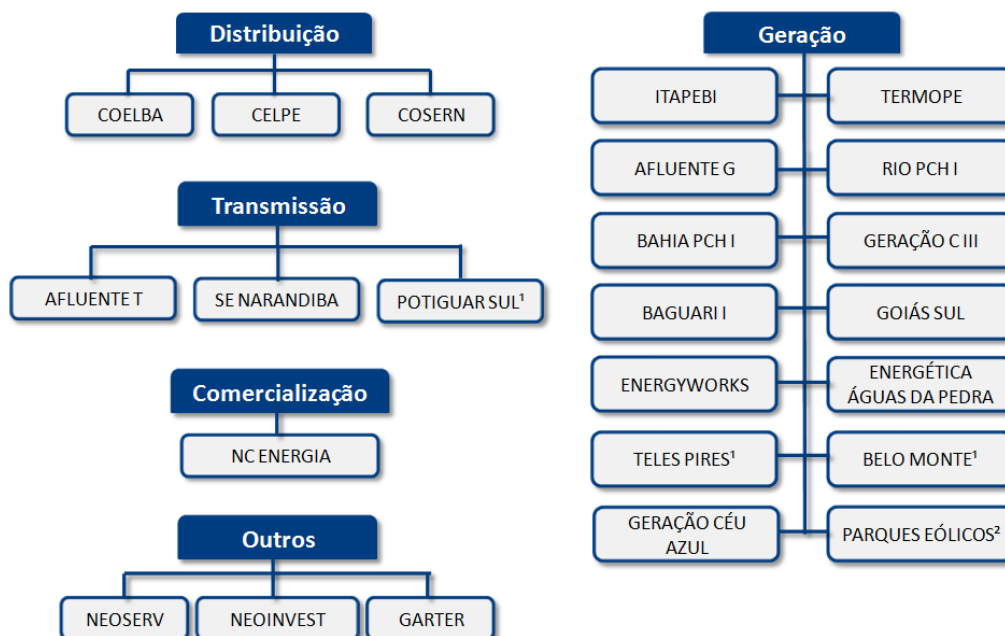 Distribuição
COELBA
CELPE
COSERN
Transmissão
AFLUENTE T
SE NARANDIBA
POTIGUAR SUL¹
Comercialização
NC ENERGIA
Outros
NEOSERV
NEOINVEST
GARTER
Geração
ITAPEBI
TERMOPE
AFLUENTE G
RIO PCH I
BAHIA PCH I
GERAÇÃO C III
BAGUARI I
GOIÁS SUL
ENERGYWORKS
ENERGÉTICA
ÁGUAS DA PEDRA
TELES PIRES¹
BELO MONTE¹
GERAÇÃO CÉU
AZUL
PARQUES EÓLICOS²